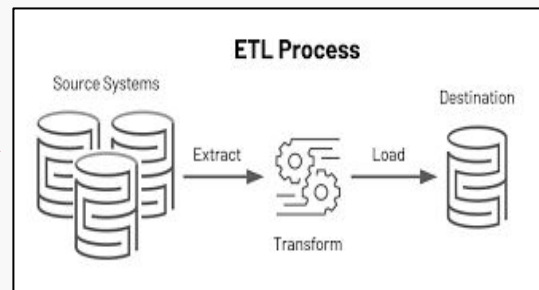 ETL Process
Source Systems
Destination
Extract
Load
Transform